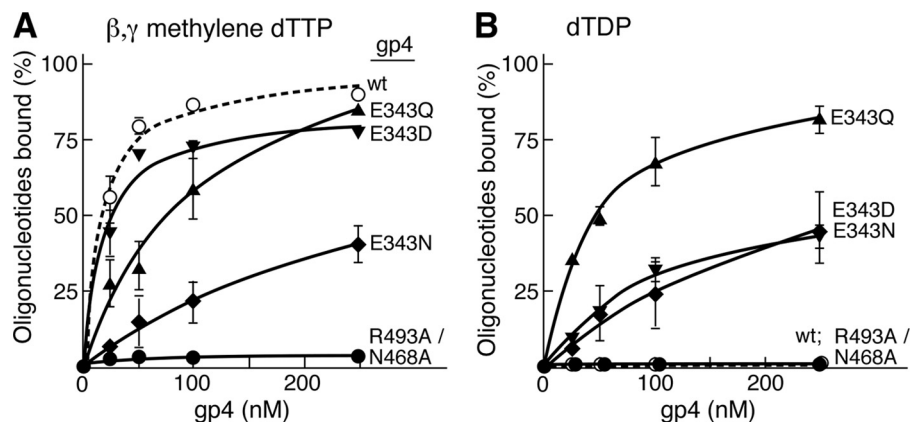 A
β,γ methylene dTTP
gp4
Oligonucleotides bound (%)
100
75
50
25
0
100
200
gp4 (nM)
wt
E343Q
E343D
E343N
R493A /
N468A
B
dTDP
Oligonucleotides bound (%)
100
75
50
25
0
100
200
gp4 (nM)
E343Q
E343D
E343N
wt; R493A /
N468A